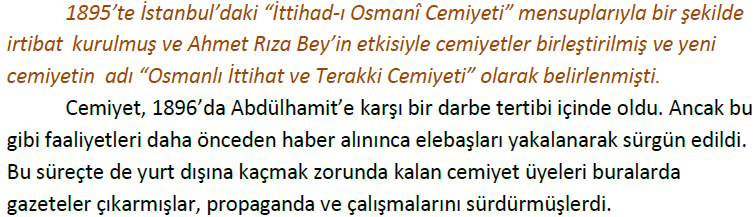 1895’te İstanbul’daki “İttihad-ı Osmanî Cemiyeti” mensuplarıyla bir şekilde
irtibat kurulmuş ve Ahmet Rıza Bey’in etkisiyle cemiyetler birleştirilmiş ve yeni
cemiyetin adı “Osmanlı İttihat ve Terakki Cemiyeti” olarak belirlenmişti.
Cemiyet, 1896’da Abdülhamit’e karşı bir darbe tertibi içinde oldu. Ancak bu
gibi faaliyetleri daha önceden haber alınınca elebaşları yakalanarak sürgün edildi.
Bu süreçte de yurt dışına kaçmak zorunda kalan cemiyet üyeleri buralarda
gazeteler çıkarmışlar, propaganda ve çalışmalarını sürdürmüşlerdi.